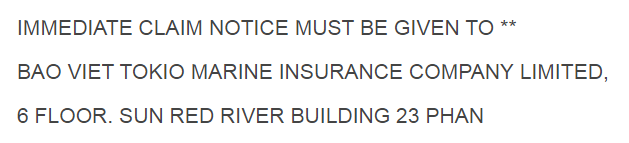 IMMEDIATE CLAIM NOTICE MUST BE GIVEN TO **
BAO VIET TOKIO MARINE INSURANCE COMPANY LIMITED,
6 FLOOR. SUN RED RIVER BUILDING 23 PHAN